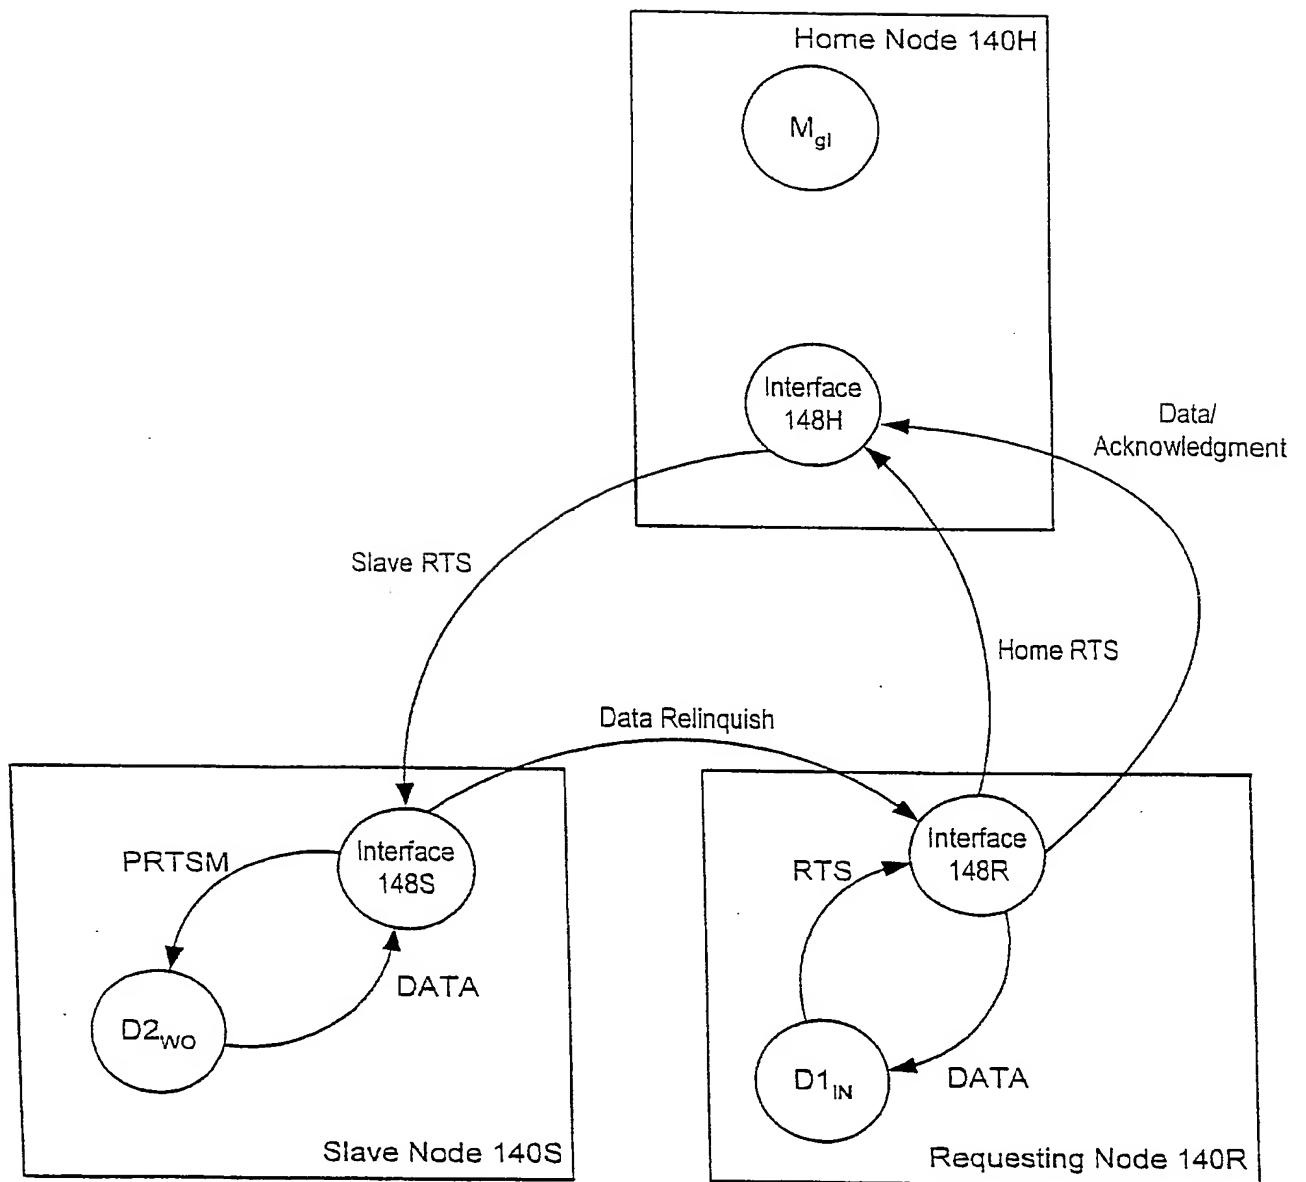 Home Node 140H
M_gl
Interface
148H
Data/
Acknowledgment
Slave RTS
Home RTS
Data Relinquish
PRTSM
Interface
148S
DATA
D2_WO
Slave Node 140S
RTS
Interface
148R
DATA
D1_IN
Requesting Node 140R